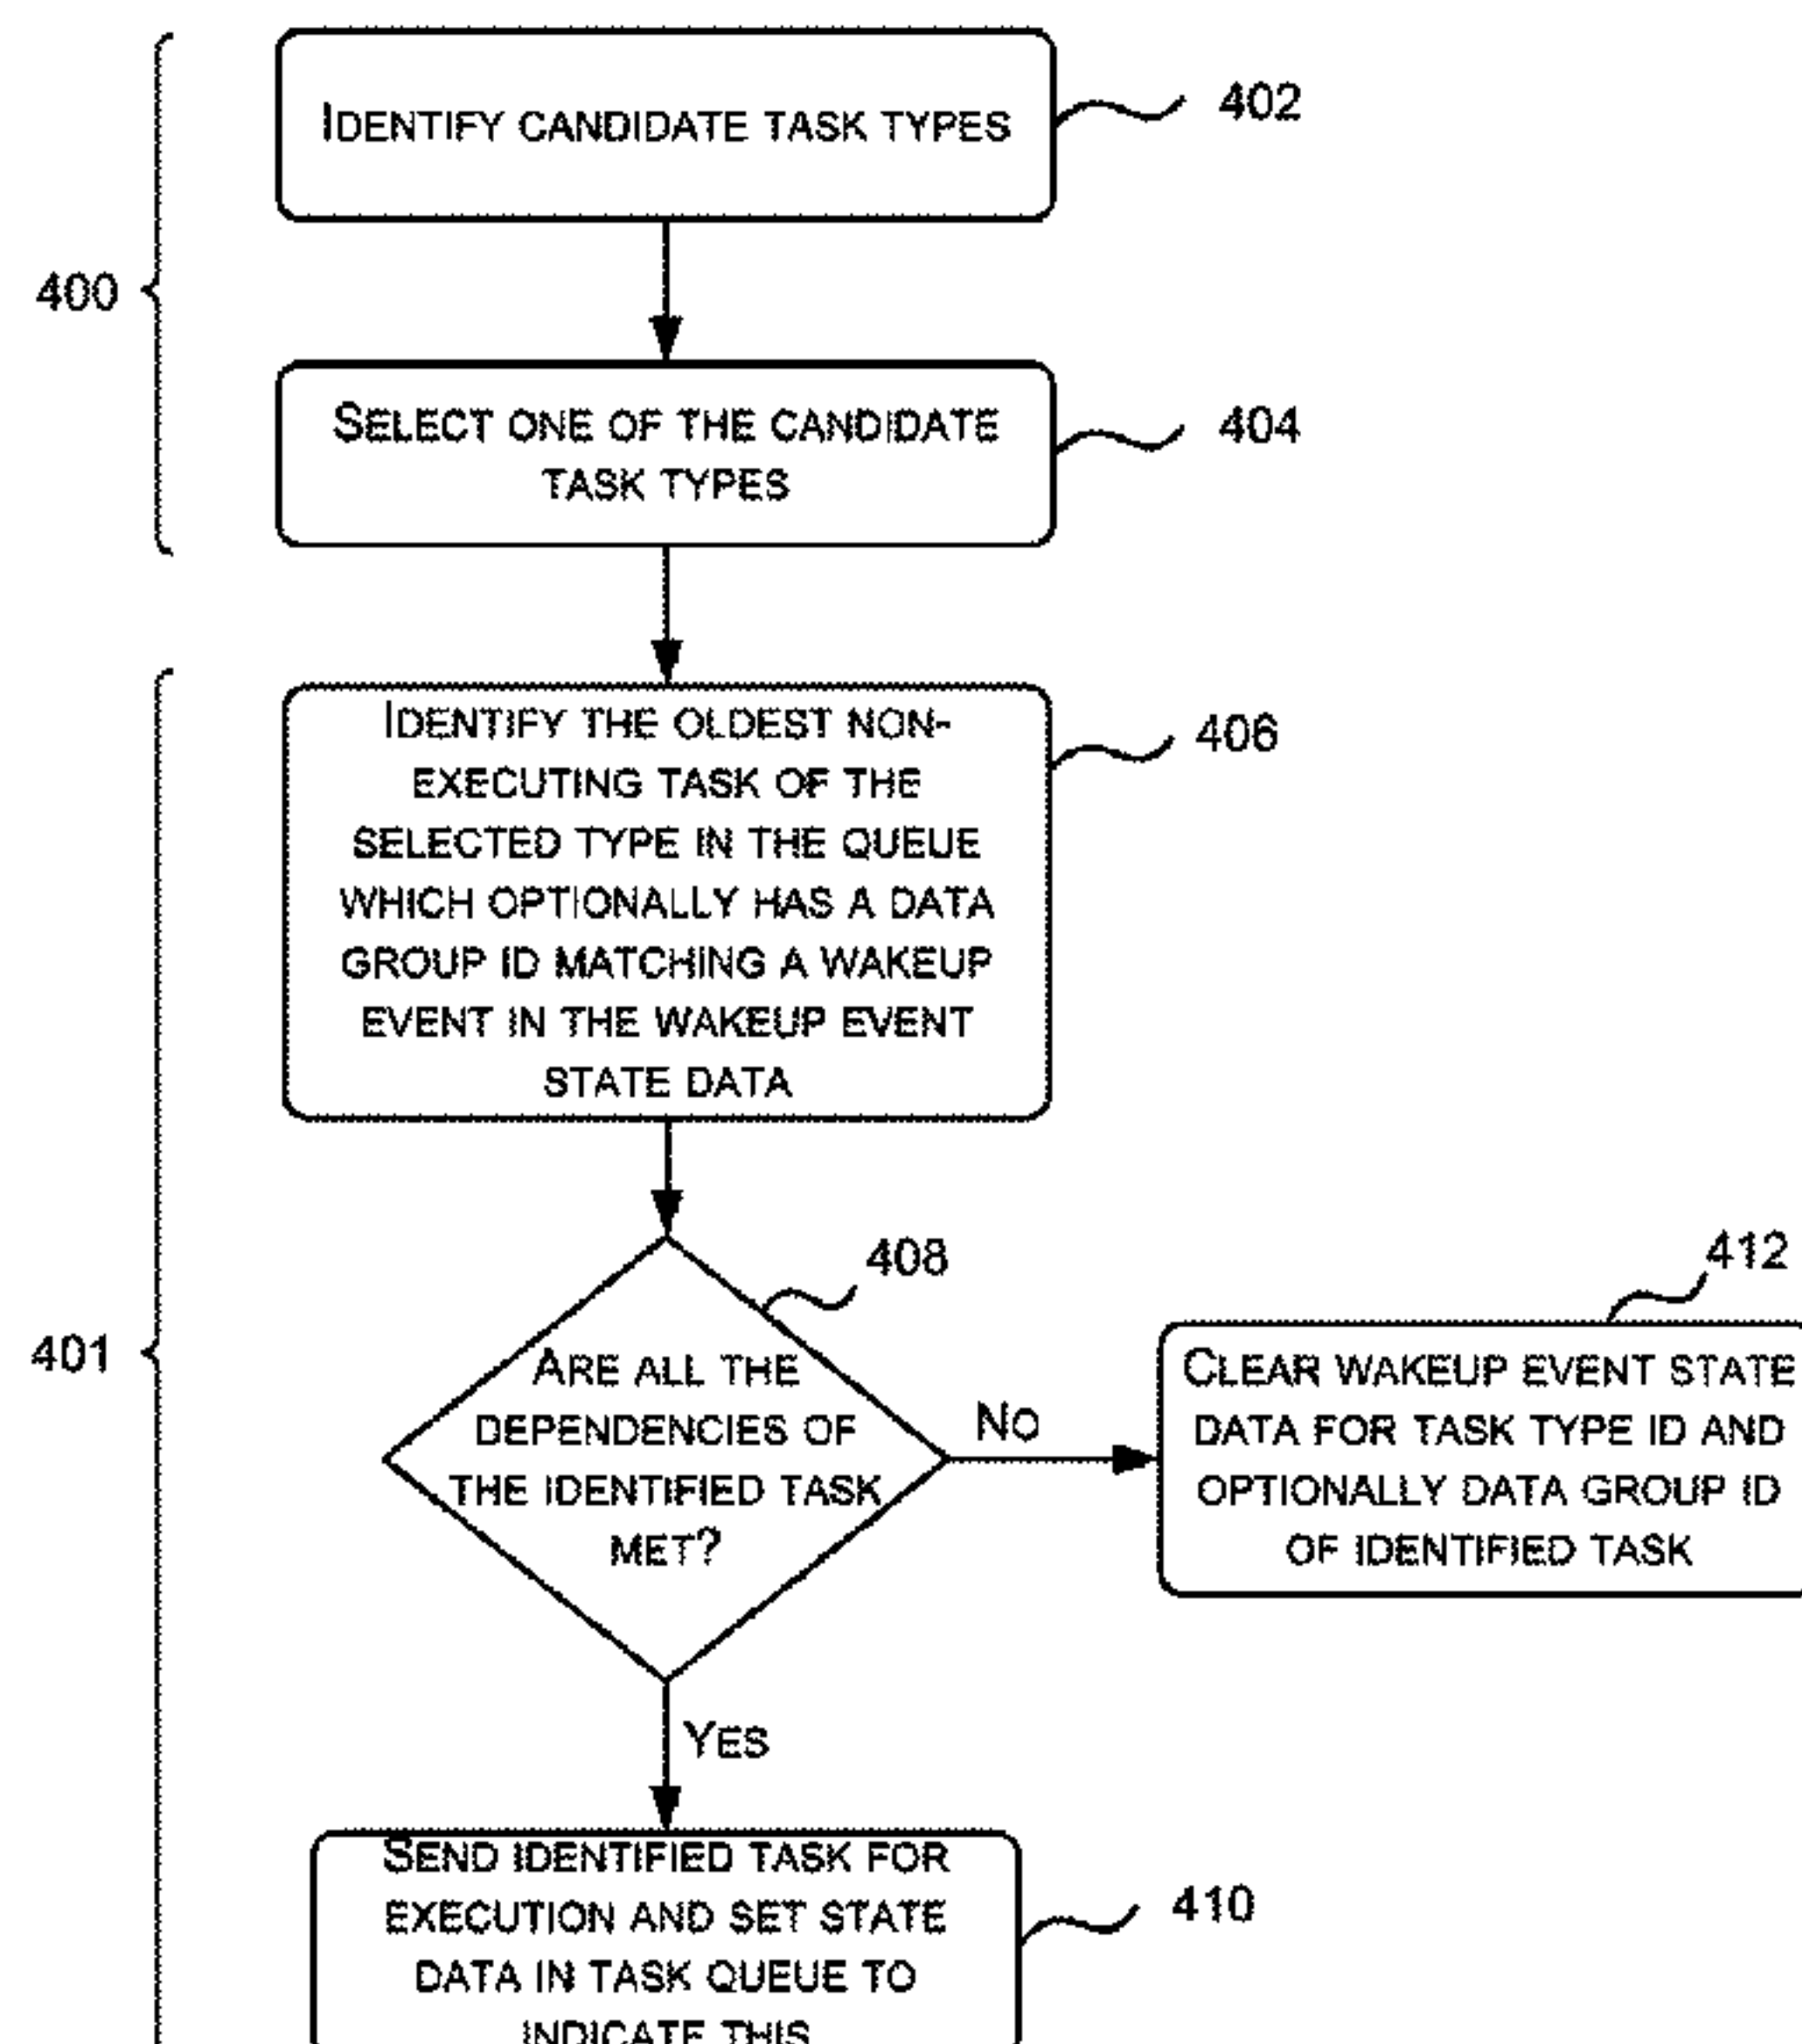 IDENTIFY CANDIDATE TASK TYPES
402
400
SELECT ONE OF THE CANDIDATE
TASK TYPES
404
IDENTIFY THE OLDEST NON-
EXECUTING TASK OF THE
SELECTED TYPE IN THE QUEUE
WHICH OPTIONALLY HAS A DATA
GROUP ID MATCHING A WAKEUP
EVENT IN THE WAKEUP EVENT
STATE DATA
406
408
412
401
ARE ALL THE
DEPENDENCIES OF
THE IDENTIFIED TASK
MET?
NO
CLEAR WAKEUP EVENT STATE
DATA FOR TASK TYPE ID AND
OPTIONALLY DATA GROUP ID
OF IDENTIFIED TASK
YES
SEND IDENTIFIED TASK FOR
EXECUTION AND SET STATE
DATA IN TASK QUEUE TO
INDICATE THIS
410